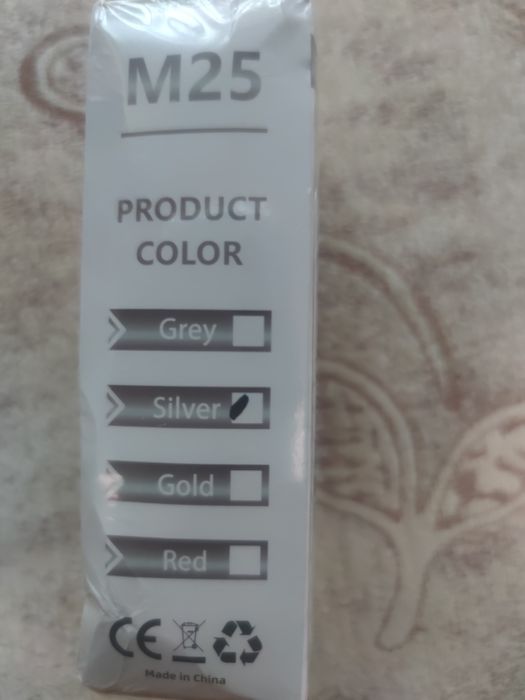 M25
PRODUCT
COLOR
Grey
Silver
Gold
Red
CE
Made in China